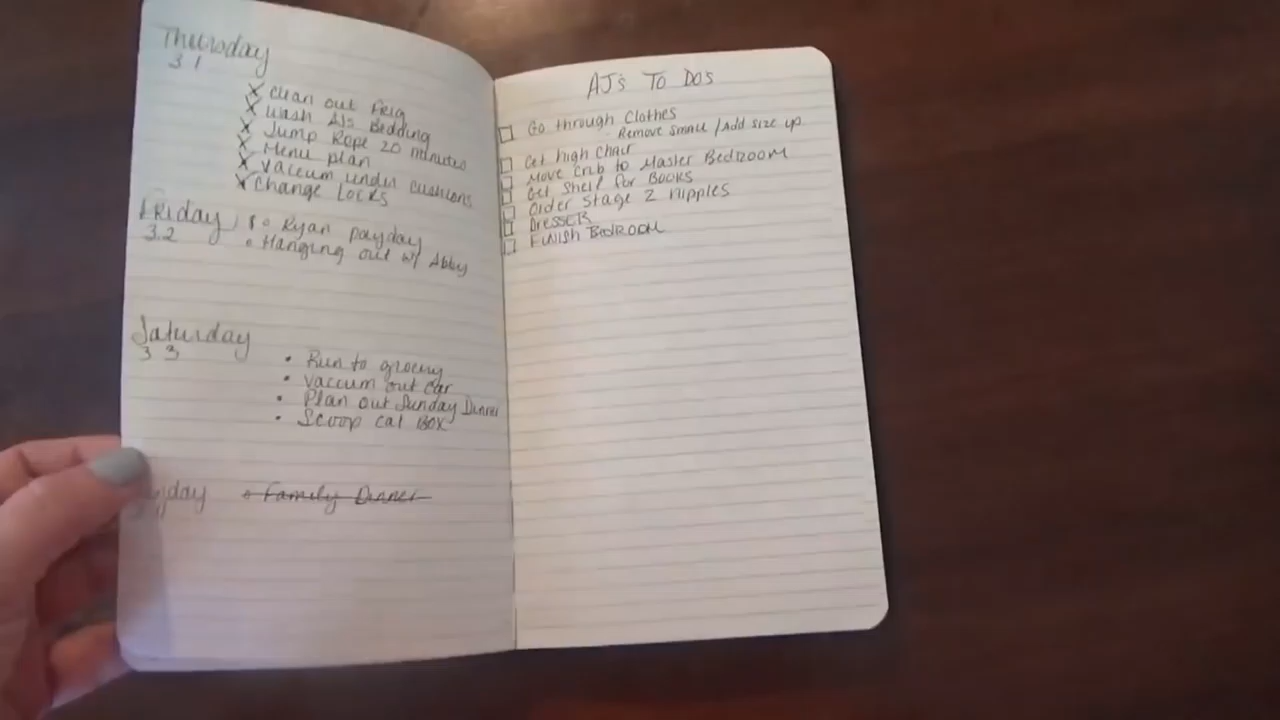 Thursday
3 1
X Clean out Frig
X Wash AJs Bedding
X Jump Rope 20 minutes
X Menu plan
X Vaccum under cushions
X Change Locks
Friday
3.2
Ryan payday
Hanging out w/ Abby
Saturday
3 3
• Run to grocery
• Vaccum out car
• Plan out Sunday Dinner
• Scoop cat Box
Family Dinner
AJ's To Do's
Go through Clothes
- Remove Small / Add size up
Get high chair
Move Crib to Master Bedroom
Get Shelf for Books
Order Stage 2 Nipples
Dresser
Finish Bedroom